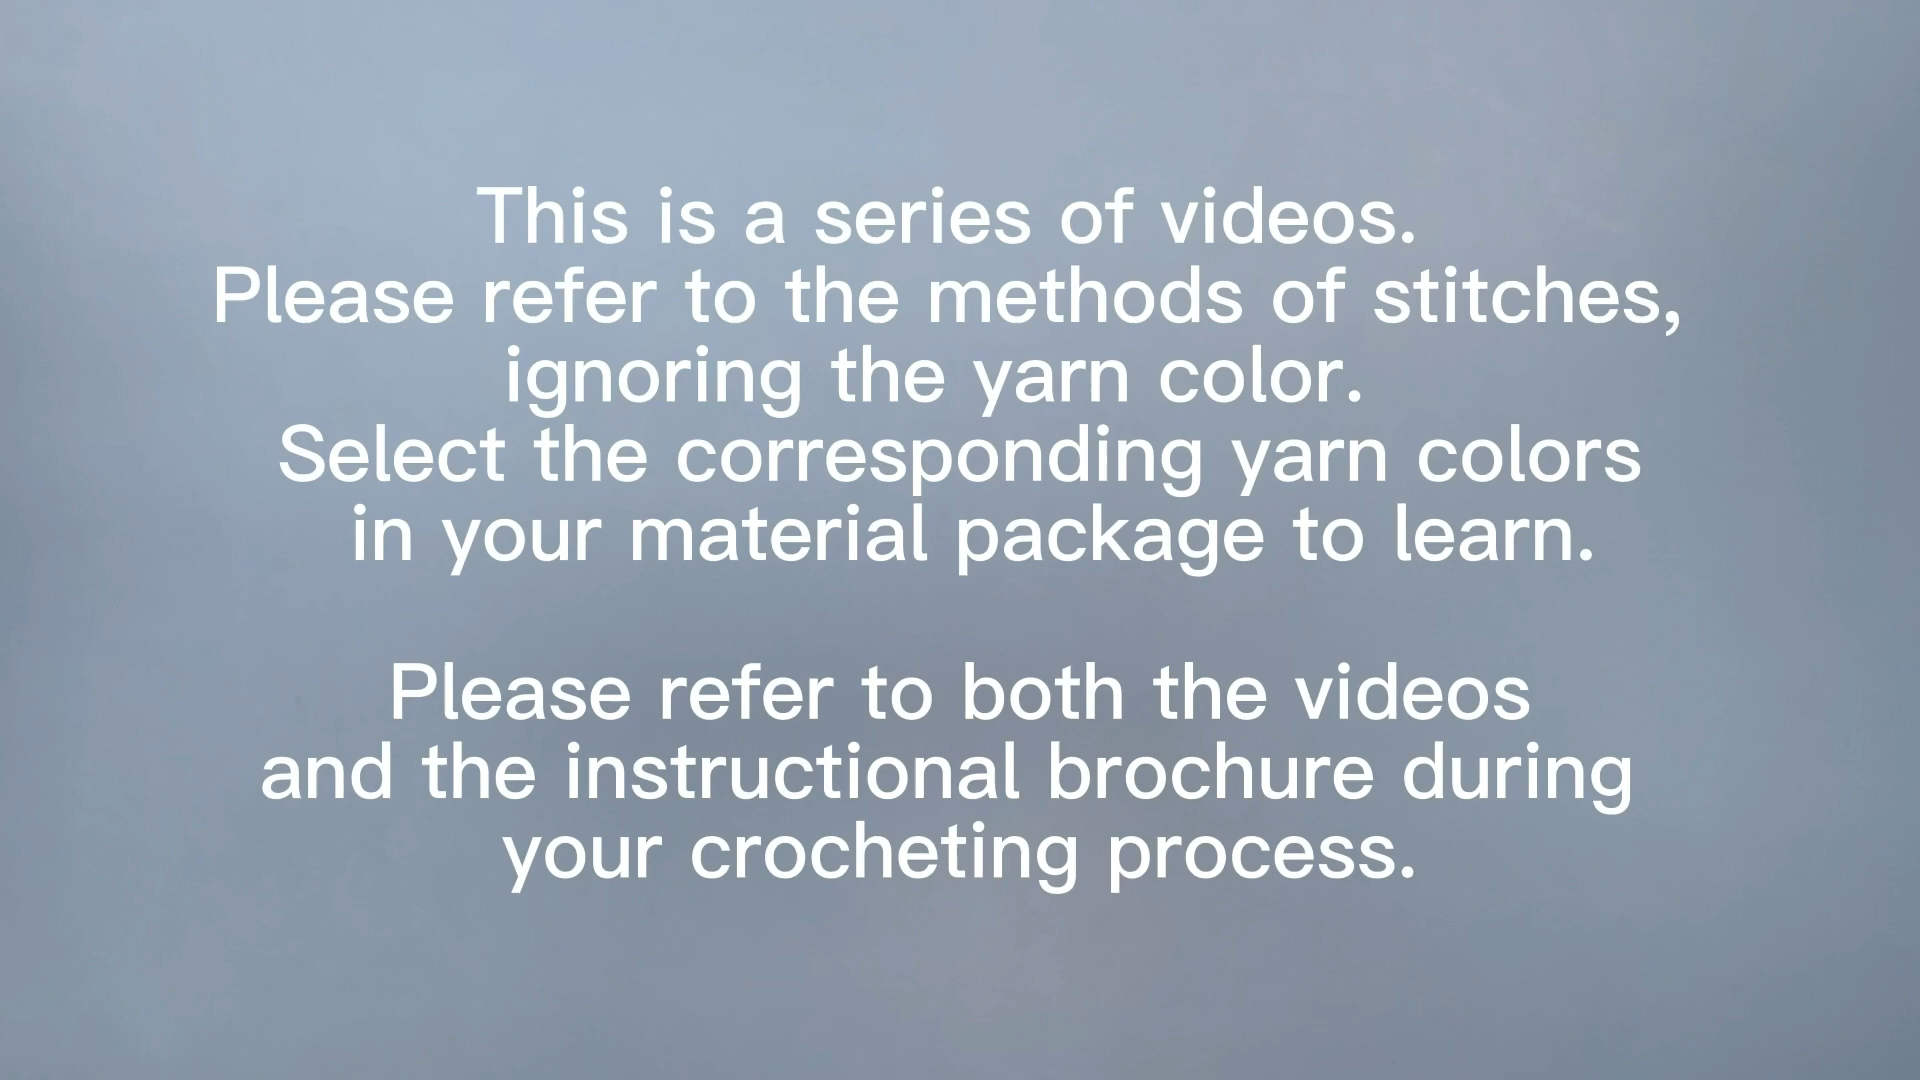 This is a series of videos.
Please refer to the methods of stitches,
ignoring the yarn color.
Select the corresponding yarn colors
in your material package to learn.
Please refer to both the videos
and the instructional brochure during
your crocheting process.